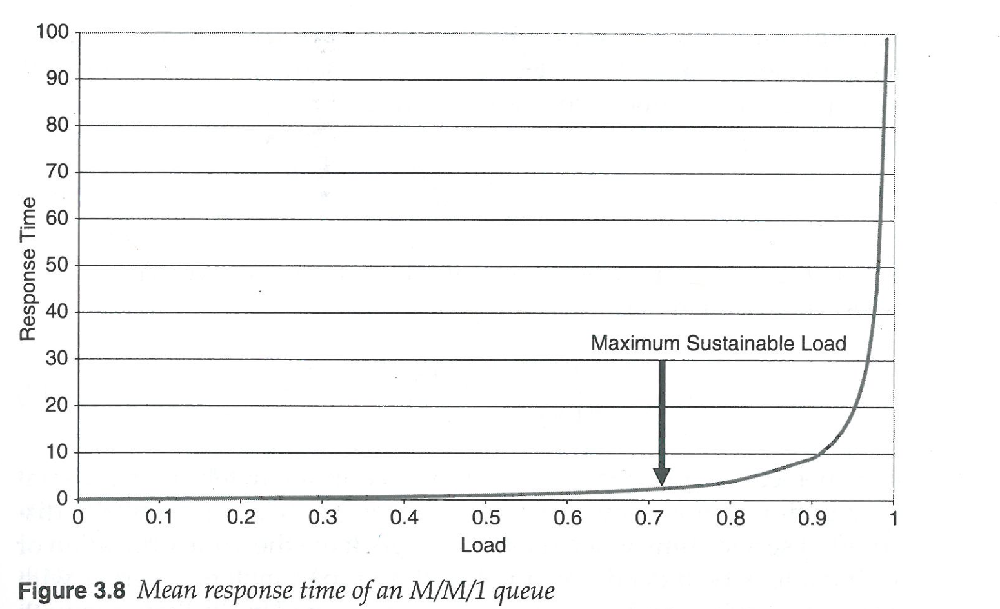 100
90
80
70
60
50
40
30
20
10
0
Response Time
Maximum Sustainable Load
0 0.1 0.2 0.3 0.4 0.5 0.6 0.7 0.8 0.9 1
Load
Figure 3.8 Mean response time of an M/M/1 queue